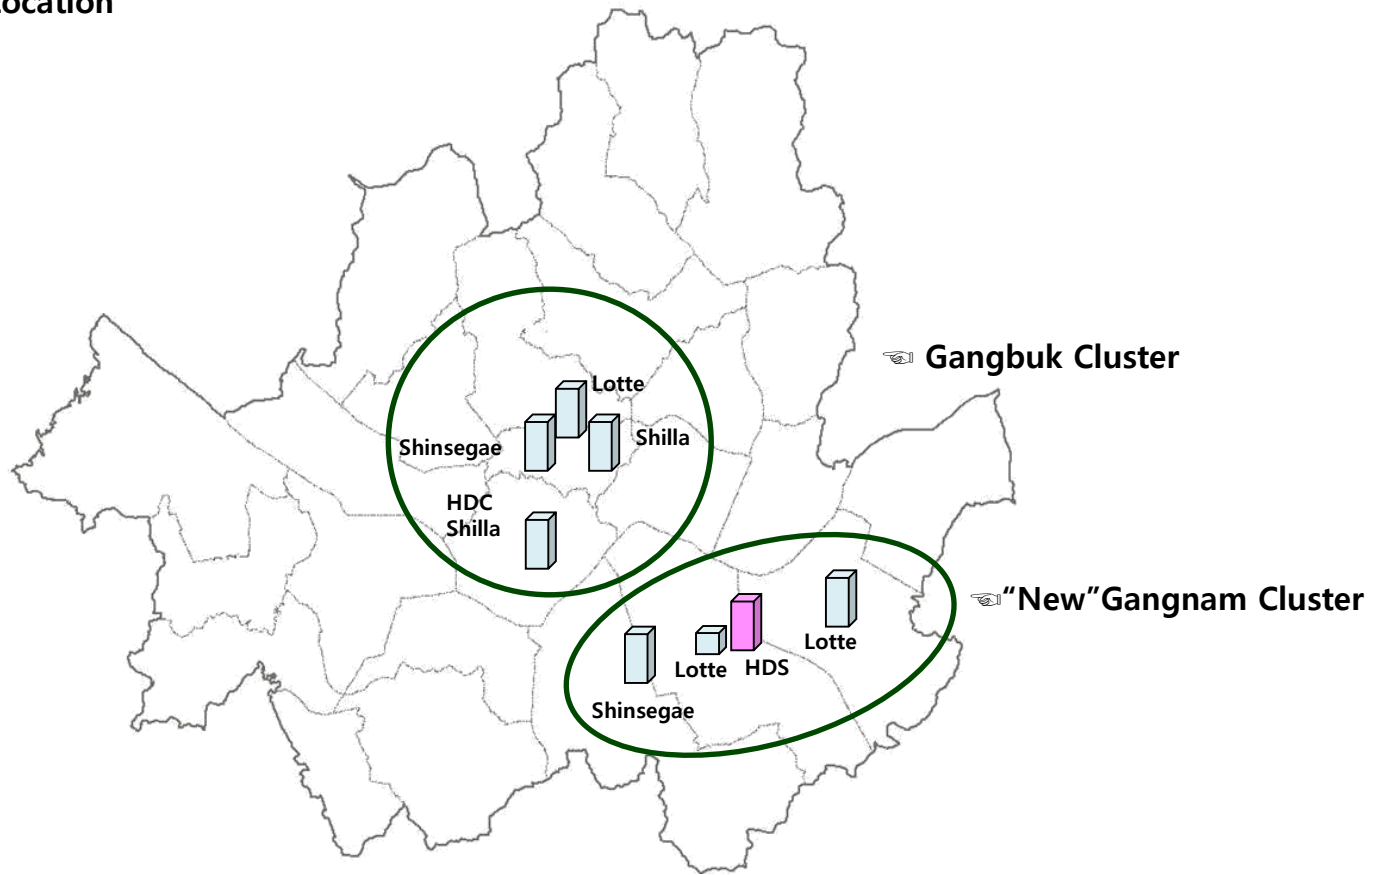 Location
☜ Gangbuk Cluster
Lotte
Shinsegae
Shilla
HDC
Shilla
☜“New”Gangnam Cluster
Lotte
Lotte
HDS
Shinsegae